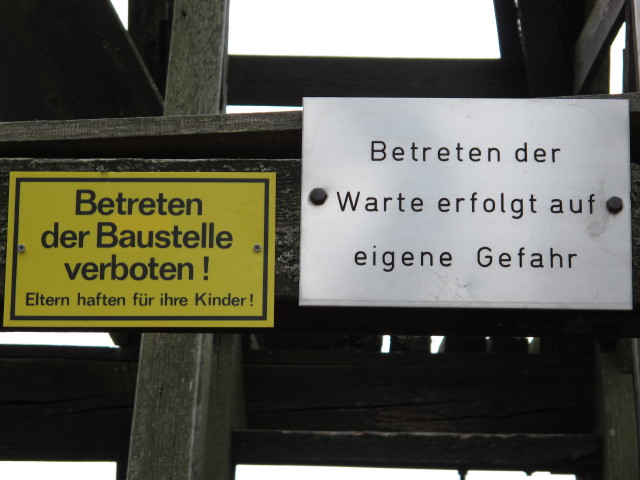 Betreten
der Baustelle
verboten !
Eltern haften für ihre Kinder !
Betreten der
Warte erfolgt auf
eigene Gefahr